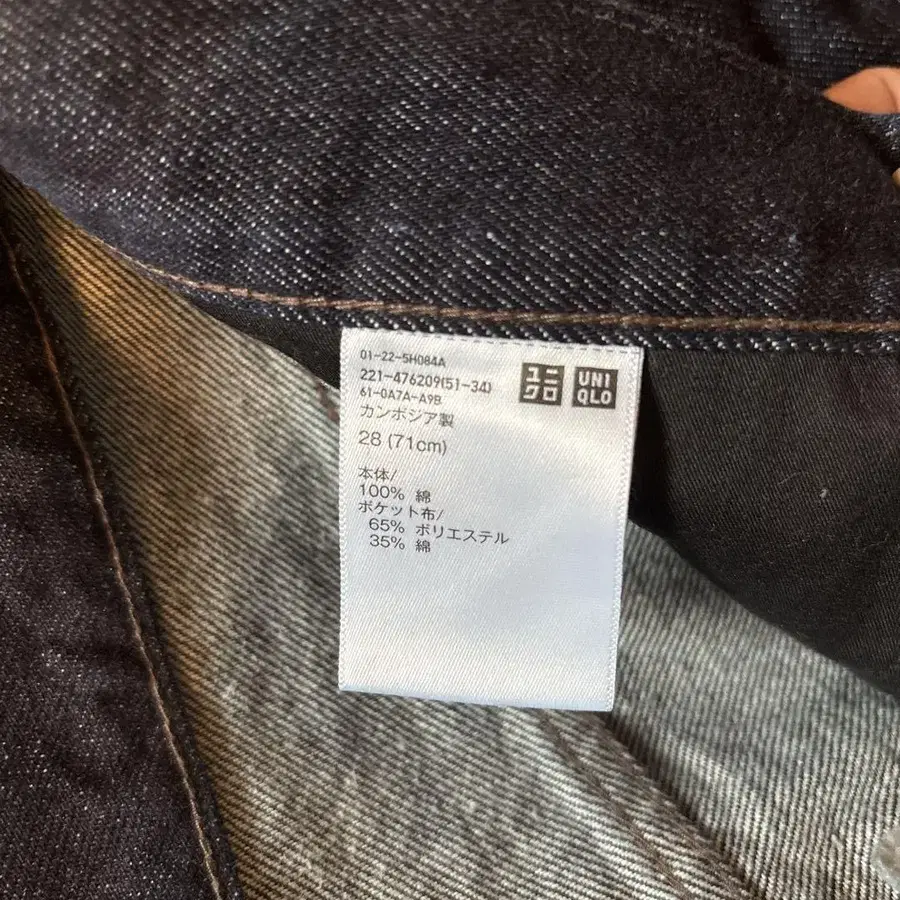 01-22-5H084A
221-476209(51-34)
61-0A7A-A9B
カンボジア製
28 (71cm)
本体/
100% 綿
ポケット布/
65% ポリエステル
35% 綿
ユニ
クロ
UNI
QLO